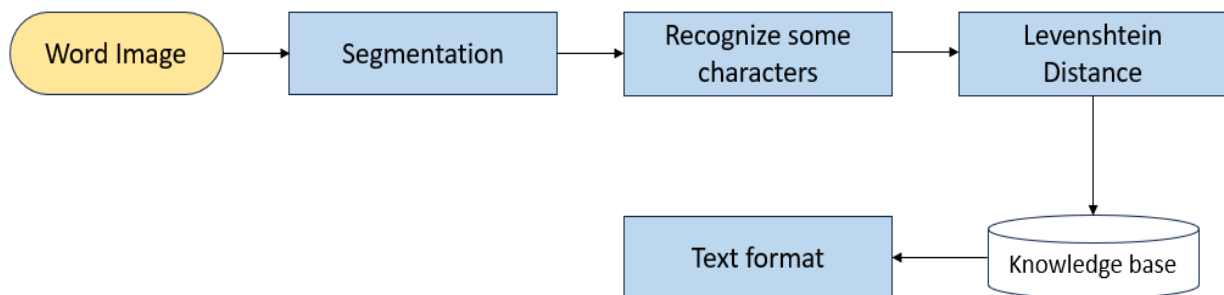 Word Image
Segmentation
Recognize some
characters
Levenshtein
Distance
Knowledge base
Text format